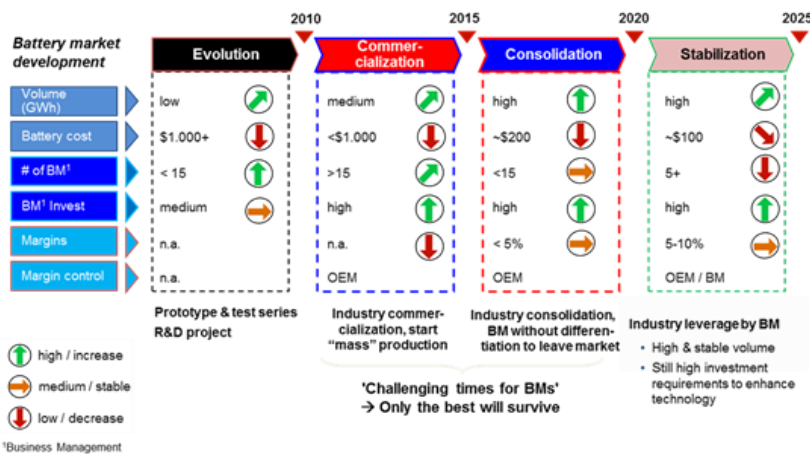 2010
2015
2020
2025
Battery market
development
Evolution
Commer-
cialization
Consolidation
Stabilization
Volume
(GWh)
low
medium
high
high
Battery cost
$1.000+
<$1.000
~$200
~$100
# of BM¹
< 15
>15
<15
5+
BM¹ Invest
medium
high
high
high
Margins
n.a.
n.a.
< 5%
5-10%
Margin control
n.a.
OEM
OEM
OEM / BM
Prototype & test series
R&D project
Industry commer-
cialization, start
“mass” production
Industry consolidation,
BM without differen-
tiation to leave market
Industry leverage by BM
• High & stable volume
• Still high investment
requirements to enhance
technology
high / increase
medium / stable
low / decrease
'Challenging times for BMs'
→ Only the best will survive
¹Business Management